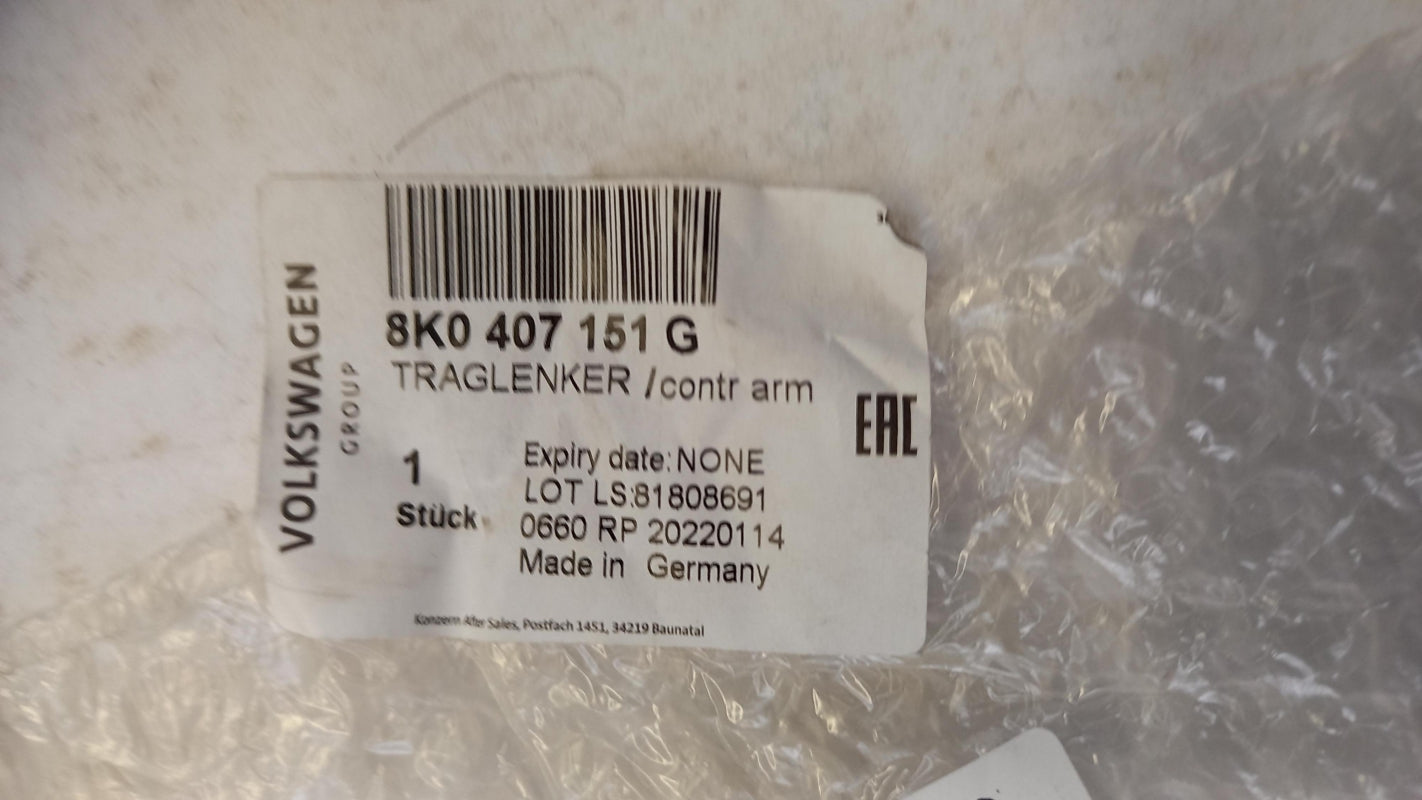 VOLKSWAGEN
GROUP
8K0 407 151 G
TRAGLENKER /contr arm
EAC
1
Stück
Expiry date:NONE
LOT LS:81808691
0660 RP 20220114
Made in Germany
Konzern After Sales, Postfach 1451, 34219 Baunatal